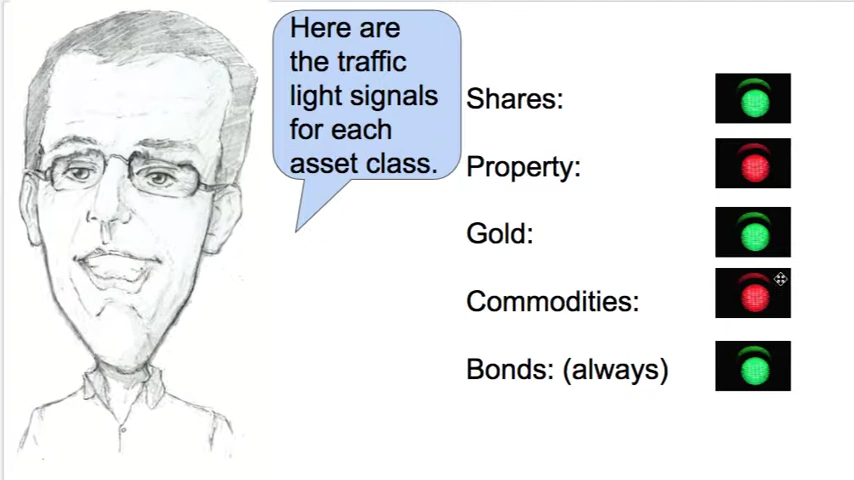 Here are
the traffic
light signals
for each
asset class.
Shares:
Property:
Gold:
Commodities:
Bonds: (always)